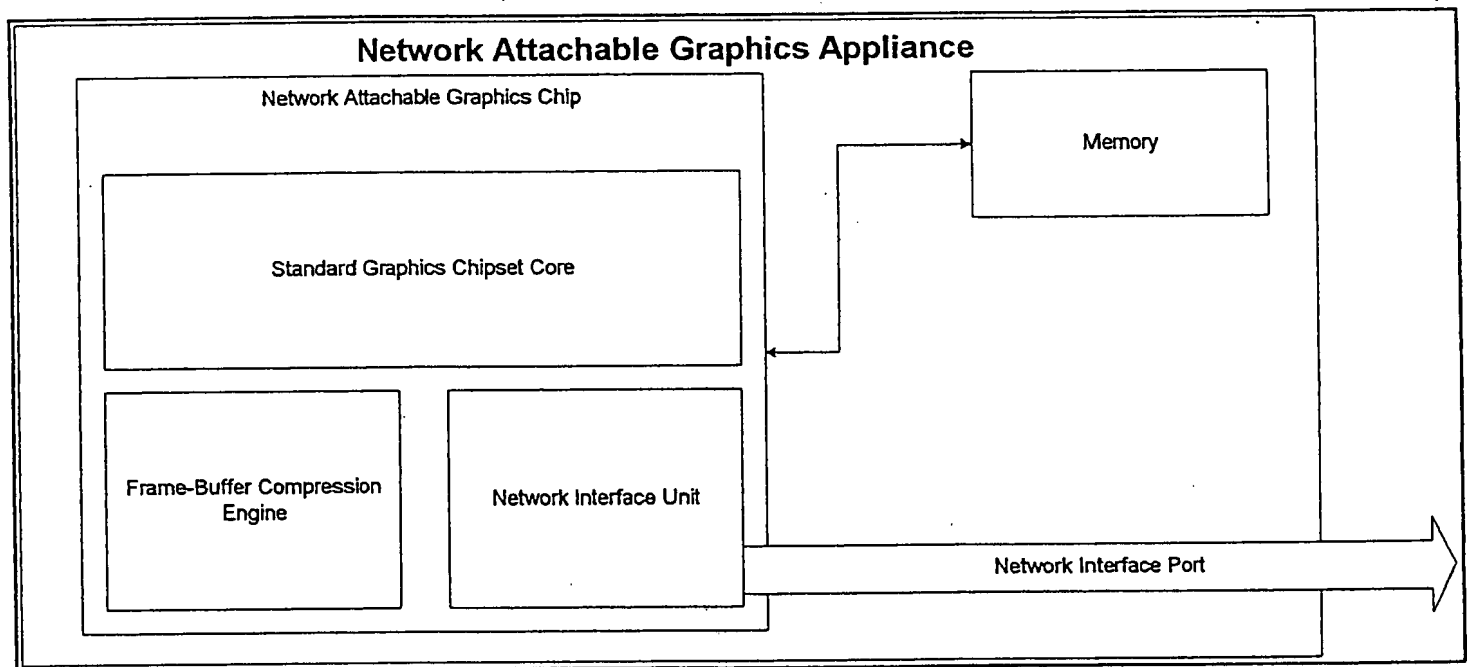 Network Attachable Graphics Appliance
Network Attachable Graphics Chip
Memory
Standard Graphics Chipset Core
Frame-Buffer Compression
Engine
Network Interface Unit
Network Interface Port